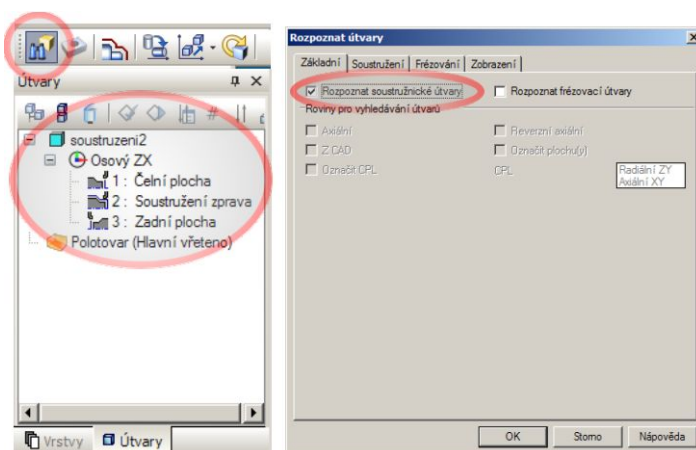 Útvary
soustruzeni2
Osový ZX
1 : Čelní plocha
2 : Soustružení zprava
3 : Zadní plocha
Polotovar (Hlavní vřeteno)
Vrstvy Útvary
Rozpoznat útvary
Základní Soustružení Frézování Zobrazení
Rozpoznat soustružnické útvary Rozpoznat frézovací útvary
Roviny pro vyhledávání útvarů
Axiální Reverzní axiální
Z CAD Označit plochu(y)
Označit CPL CPL Radiální ZY
Axiální XY
OK Storno Nápověda